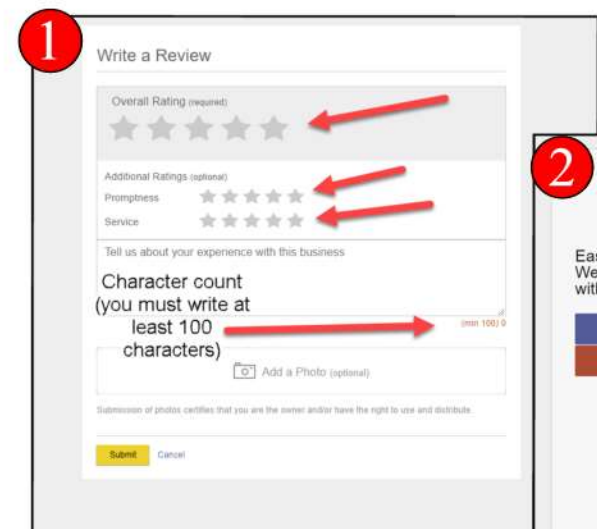 1
Write a Review
Overall Rating (required)
Additional Ratings (optional)
Promptness
Service
Tell us about your experience with this business
Character count
(you must write at
least 100
characters)
(min 100) 0
Add a Photo (optional)
Submission of photos certifies that you are the owner and/or have the right to use and distribute.
Submit Cancel
2
Eas
We
with